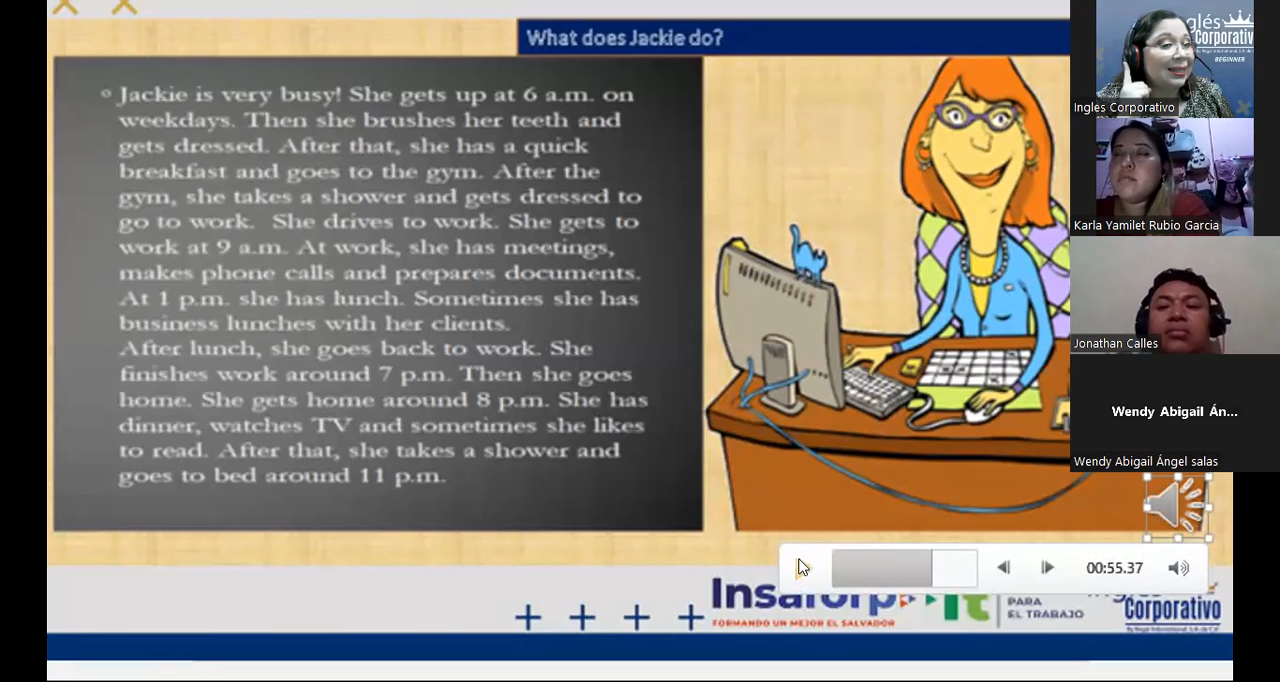 What does Jackie do?
Jackie is very busy! She gets up at 6 a.m. on
weekdays. Then she brushes her teeth and
gets dressed. After that, she has a quick
breakfast and goes to the gym. After the
gym, she takes a shower and gets dressed to
go to work.  She drives to work. She gets to
work at 9 a.m. At work, she has meetings,
makes phone calls and prepares documents.
At 1 p.m. she has lunch. Sometimes she has
business lunches with her clients.
After lunch, she goes back to work. She
finishes work around 7 p.m. Then she goes
home. She gets home around 8 p.m. She has
dinner, watches TV and sometimes she likes
to read. After that, she takes a shower and
goes to bed around 11 p.m.
glés
Corporativo
BEGINNER
Ingles Corporativo
Karla Yamilet Rubio Garcia
Jonathan Calles
Wendy Abigail Án...
Wendy Abigail Ángel salas
00:55.37
Insaforp
FORMANDO UN MEJOR EL SALVADOR
PARA
EL TRABAJO
Corporativo